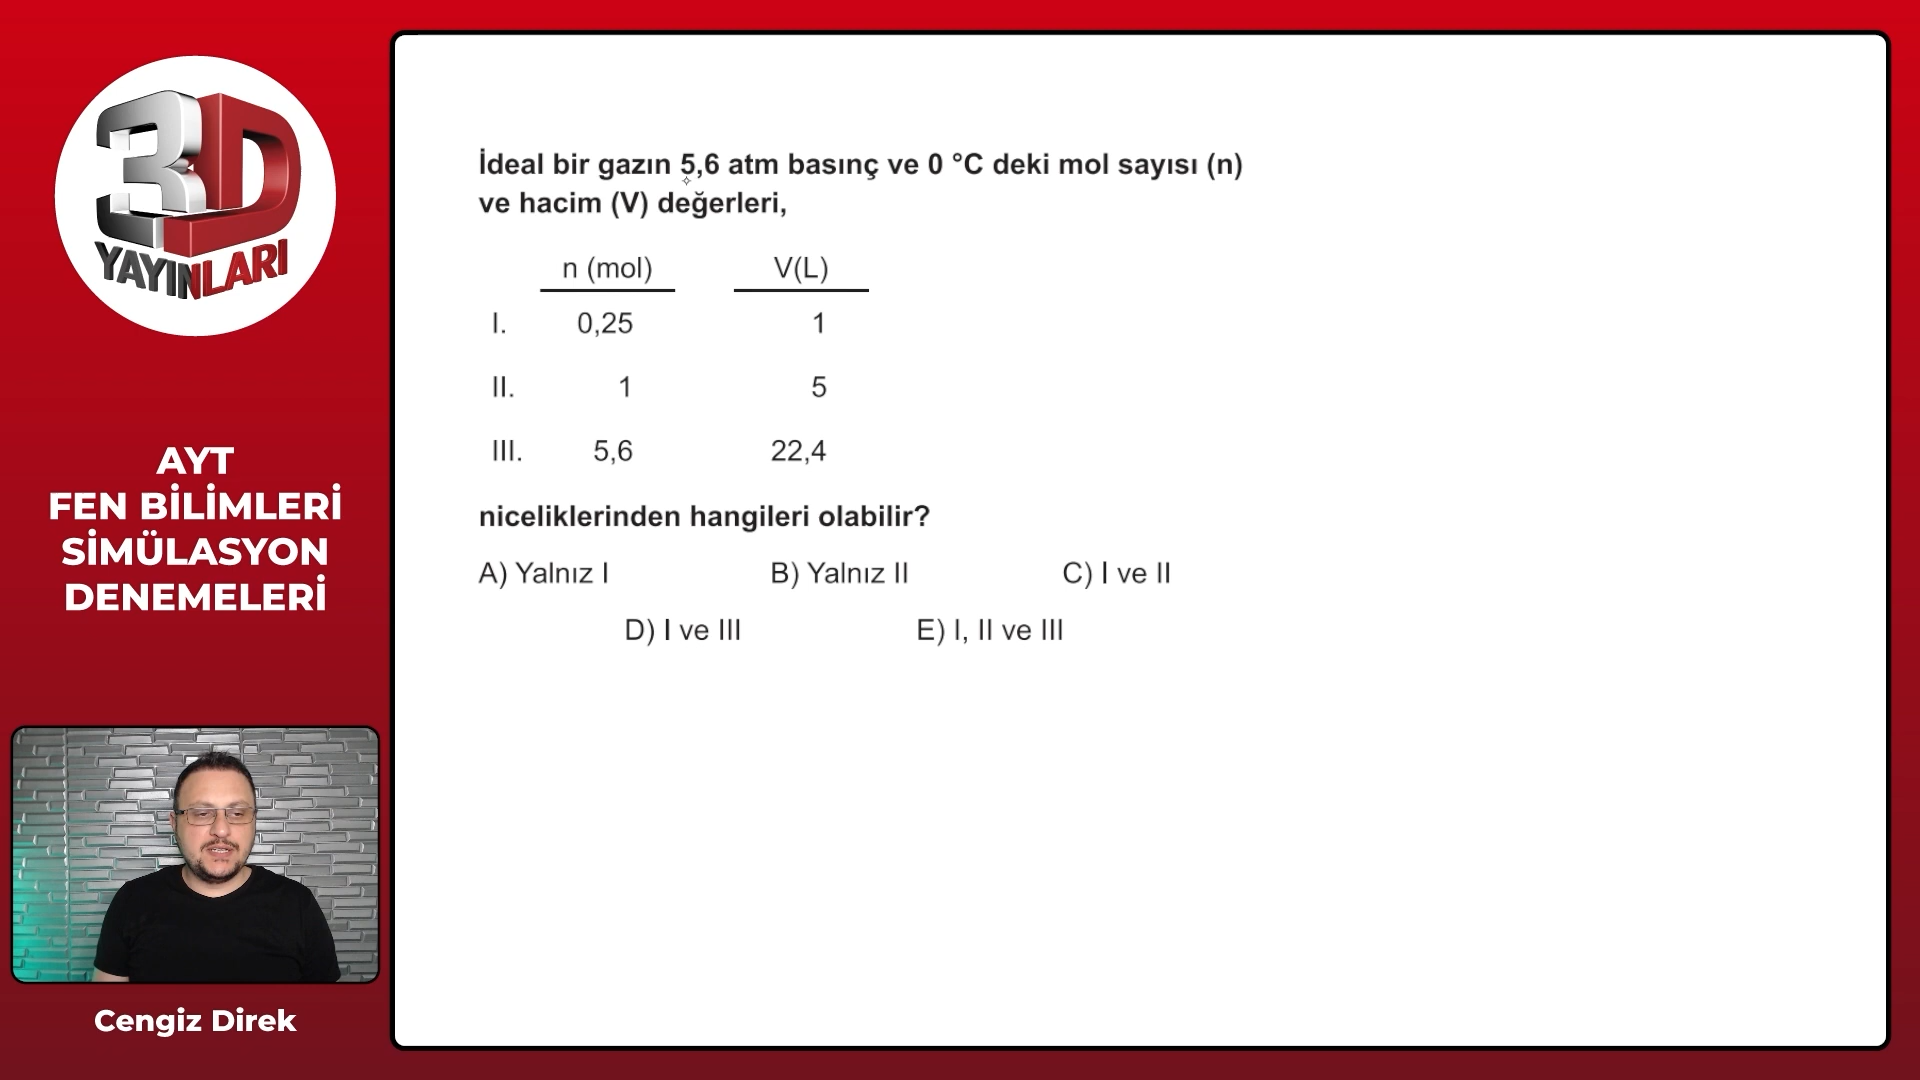 3D
YAYINLARI
AYT
FEN BİLİMLERİ
SİMÜLASYON
DENEMELERİ
Cengiz Direk
İdeal bir gazın 5,6 atm basınç ve 0 °C deki mol sayısı (n)
ve hacim (V) değerleri,
n (mol) V(L)
I. 0,25 1
II. 1 5
III. 5,6 22,4
niceliklerinden hangileri olabilir?
A) Yalnız I B) Yalnız II C) I ve II
D) I ve III E) I, II ve III